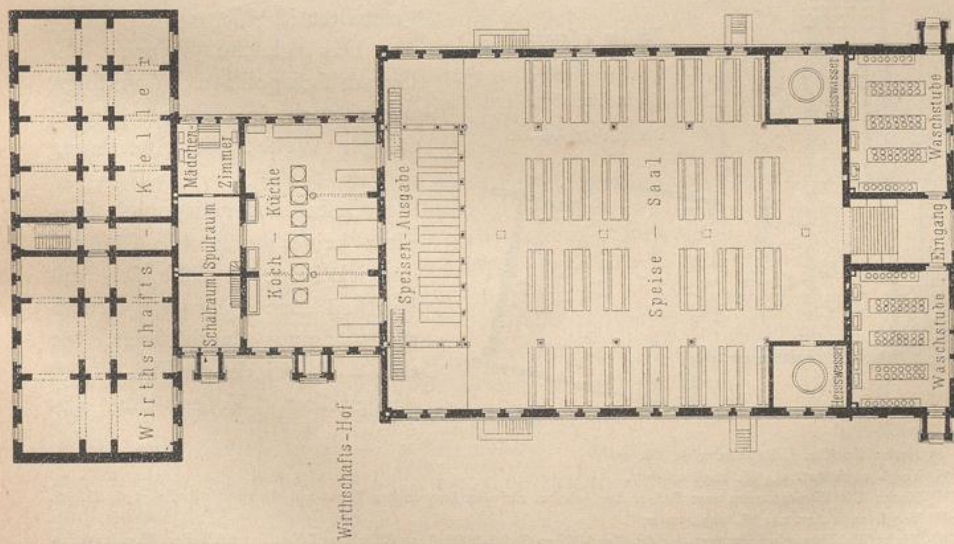 Wirthschafts - Keller
Mädchen
Zimmer
Spülraum
Schälraum
Koch - Küche
Wirthschafts-Hof
Speisen-Ausgabe
Speise - Saal
Heisswasser
Heisswasser
Waschstube
Eingang
Waschstube